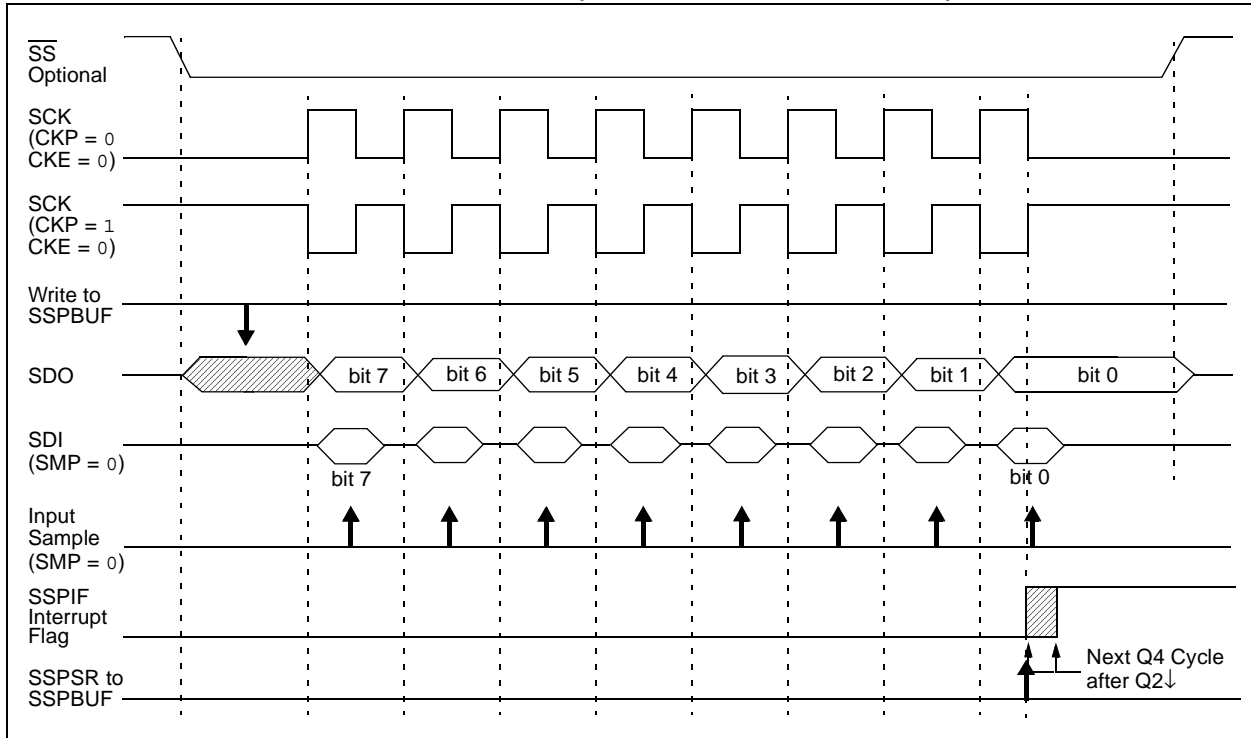 SS
Optional
SCK
(CKP = 0
CKE = 0)
SCK
(CKP = 1
CKE = 0)
Write to
SSPBUF
SDO
bit 7
bit 6
bit 5
bit 4
bit 3
bit 2
bit 1
bit 0
SDI
(SMP = 0)
bit 7
bit 0
Input
Sample
(SMP = 0)
SSPIF
Interrupt
Flag
Next Q4 Cycle
after Q2↓
SSPSR to
SSPBUF